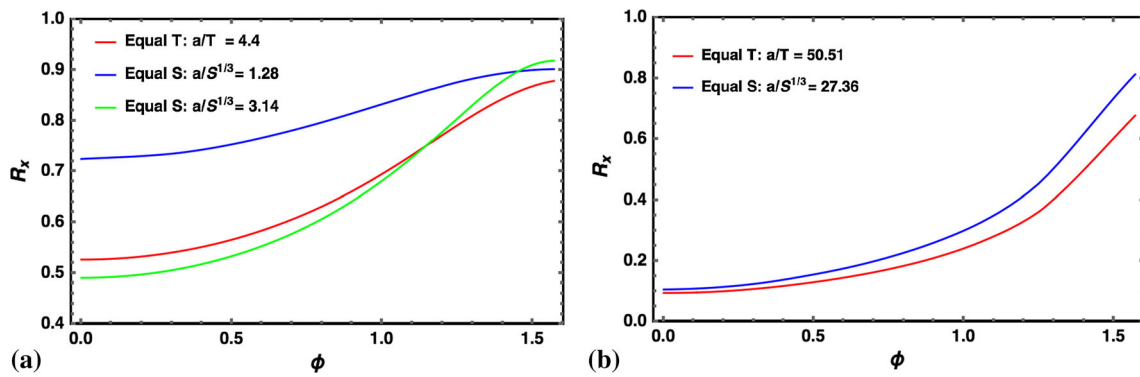 Equal T: a/T = 4.4
Equal S: a/S^1/3 = 1.28
Equal S: a/S^1/3 = 3.14
R_x
1.0
0.9
0.8
0.7
0.6
0.5
0.4
0.0 0.5 1.0 1.5
(a) ϕ
Equal T: a/T = 50.51
Equal S: a/S^1/3 = 27.36
R_x
1.0
0.8
0.6
0.4
0.2
0.0
0.0 0.5 1.0 1.5
(b) ϕ